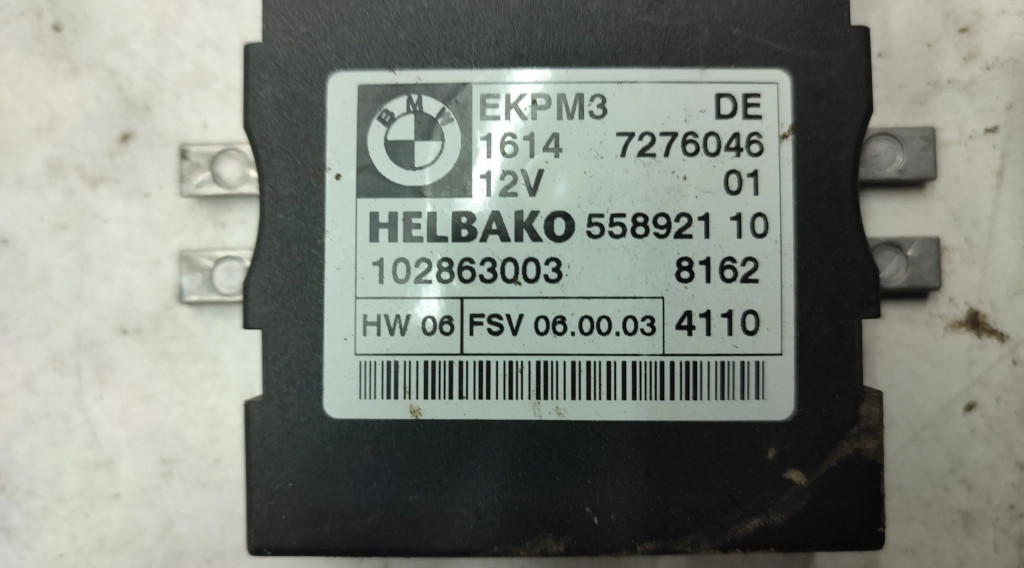 BMW
EKPM3 DE
1614 7276046
12V 01
HELBAKO 558921 10
102863003 8162
HW 06 FSV 06.00.03 4110